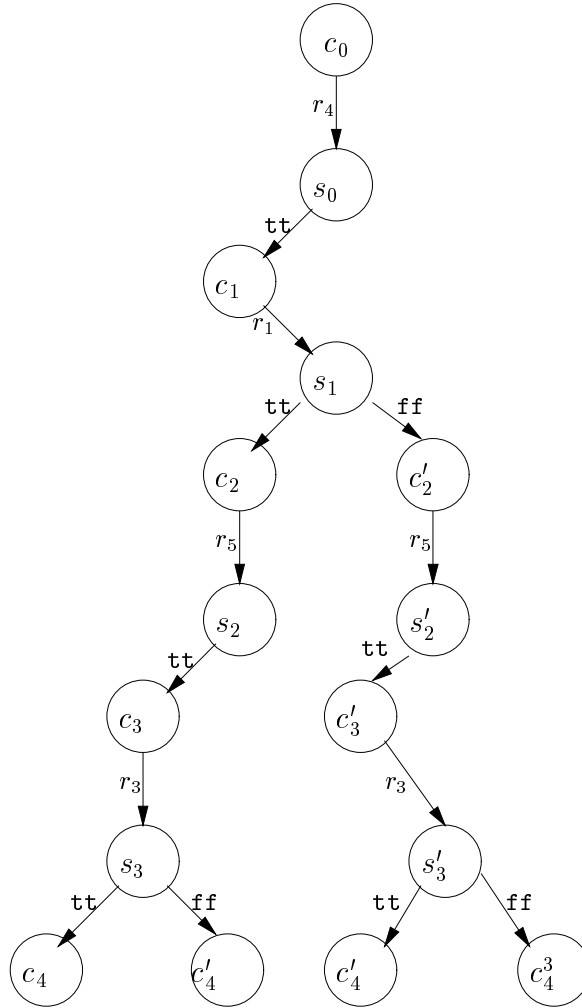 c₀
r₄
s₀
tt
c₁
r₁
s₁
tt ff
c₂ c′₂
r₅ r₅
s₂ s′₂
tt tt
c₃ c′₃
r₃ r₃
s₃ s′₃
tt ff tt ff
c₄ c′₄ c′₄ c³₄